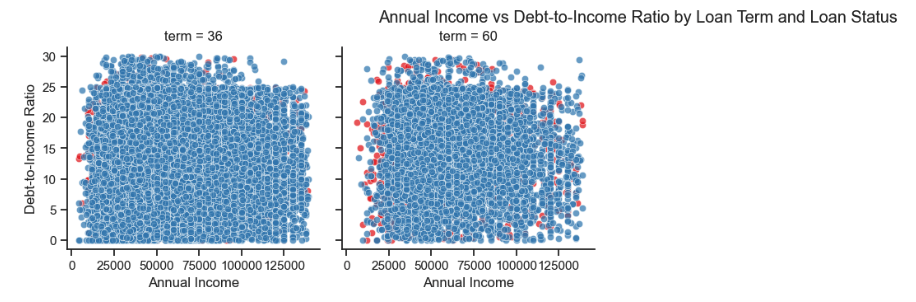 Annual Income vs Debt-to-Income Ratio by Loan Term and Loan Status
term = 36
term = 60
Debt-to-Income Ratio
30
25
20
15
10
5
0
0 25000 50000 75000 100000 125000
0 25000 50000 75000 100000 125000
Annual Income
Annual Income